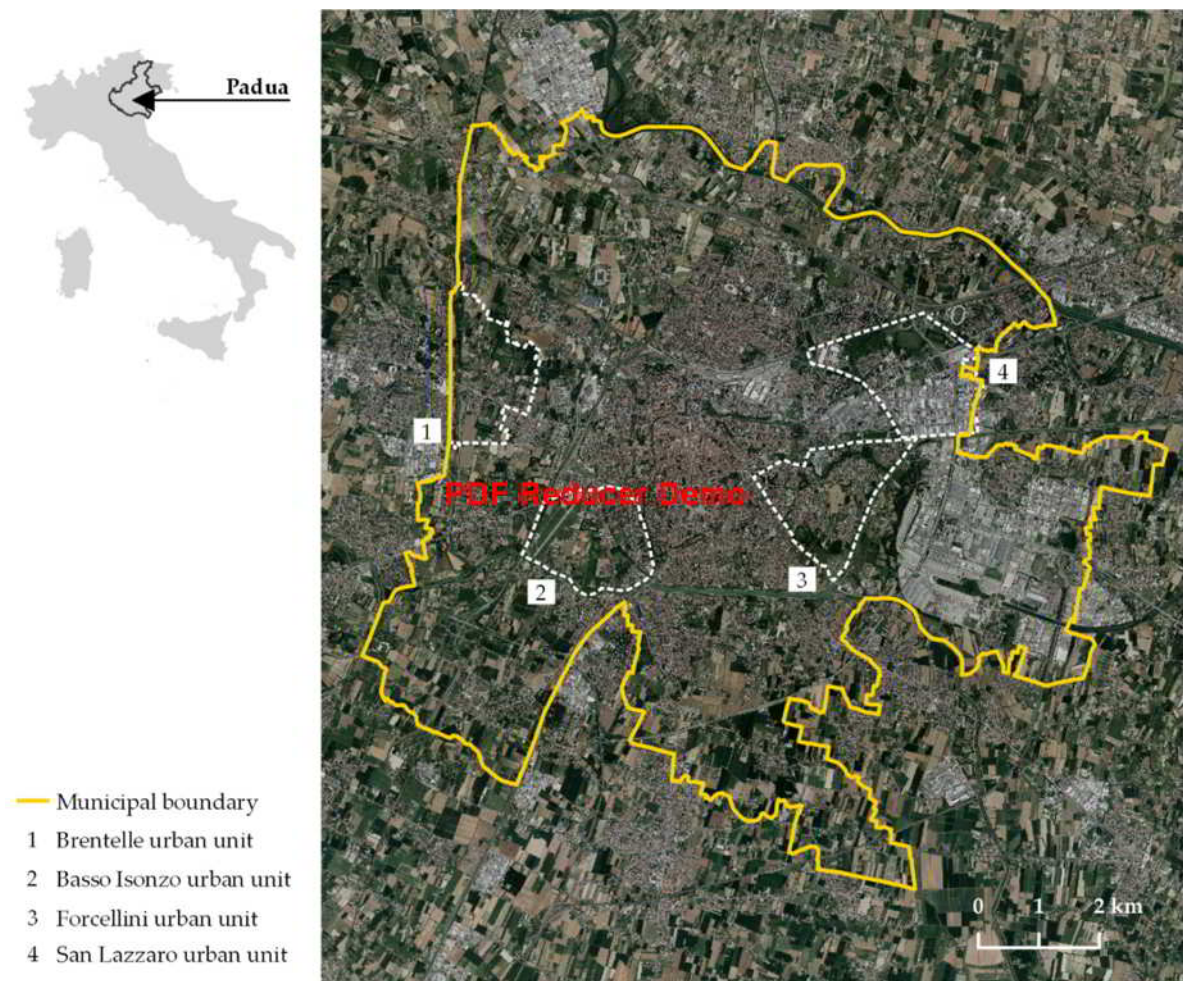 Padua
1
4
PDF Reducer Demo
2
3
Municipal boundary
1 Brentelle urban unit
2 Basso Isonzo urban unit
3 Forcellini urban unit
4 San Lazzaro urban unit
0 1 2 km